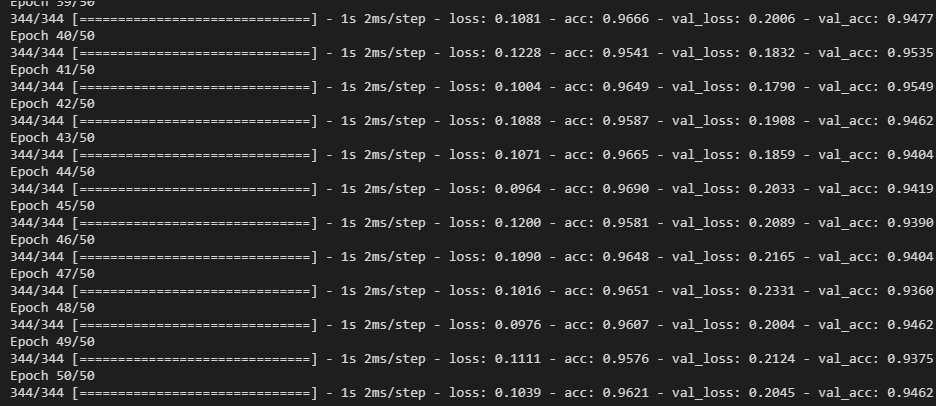 Epoch 39/50
344/344 [==============================] - 1s 2ms/step - loss: 0.1081 - acc: 0.9666 - val_loss: 0.2006 - val_acc: 0.9477
Epoch 40/50
344/344 [==============================] - 1s 2ms/step - loss: 0.1228 - acc: 0.9541 - val_loss: 0.1832 - val_acc: 0.9535
Epoch 41/50
344/344 [==============================] - 1s 2ms/step - loss: 0.1004 - acc: 0.9649 - val_loss: 0.1790 - val_acc: 0.9549
Epoch 42/50
344/344 [==============================] - 1s 2ms/step - loss: 0.1088 - acc: 0.9587 - val_loss: 0.1908 - val_acc: 0.9462
Epoch 43/50
344/344 [==============================] - 1s 2ms/step - loss: 0.1071 - acc: 0.9665 - val_loss: 0.1859 - val_acc: 0.9404
Epoch 44/50
344/344 [==============================] - 1s 2ms/step - loss: 0.0964 - acc: 0.9690 - val_loss: 0.2033 - val_acc: 0.9419
Epoch 45/50
344/344 [==============================] - 1s 2ms/step - loss: 0.1200 - acc: 0.9581 - val_loss: 0.2089 - val_acc: 0.9390
Epoch 46/50
344/344 [==============================] - 1s 2ms/step - loss: 0.1090 - acc: 0.9648 - val_loss: 0.2165 - val_acc: 0.9404
Epoch 47/50
344/344 [==============================] - 1s 2ms/step - loss: 0.1016 - acc: 0.9651 - val_loss: 0.2331 - val_acc: 0.9360
Epoch 48/50
344/344 [==============================] - 1s 2ms/step - loss: 0.0976 - acc: 0.9607 - val_loss: 0.2004 - val_acc: 0.9462
Epoch 49/50
344/344 [==============================] - 1s 2ms/step - loss: 0.1111 - acc: 0.9576 - val_loss: 0.2124 - val_acc: 0.9375
Epoch 50/50
344/344 [==============================] - 1s 2ms/step - loss: 0.1039 - acc: 0.9621 - val_loss: 0.2045 - val_acc: 0.9462